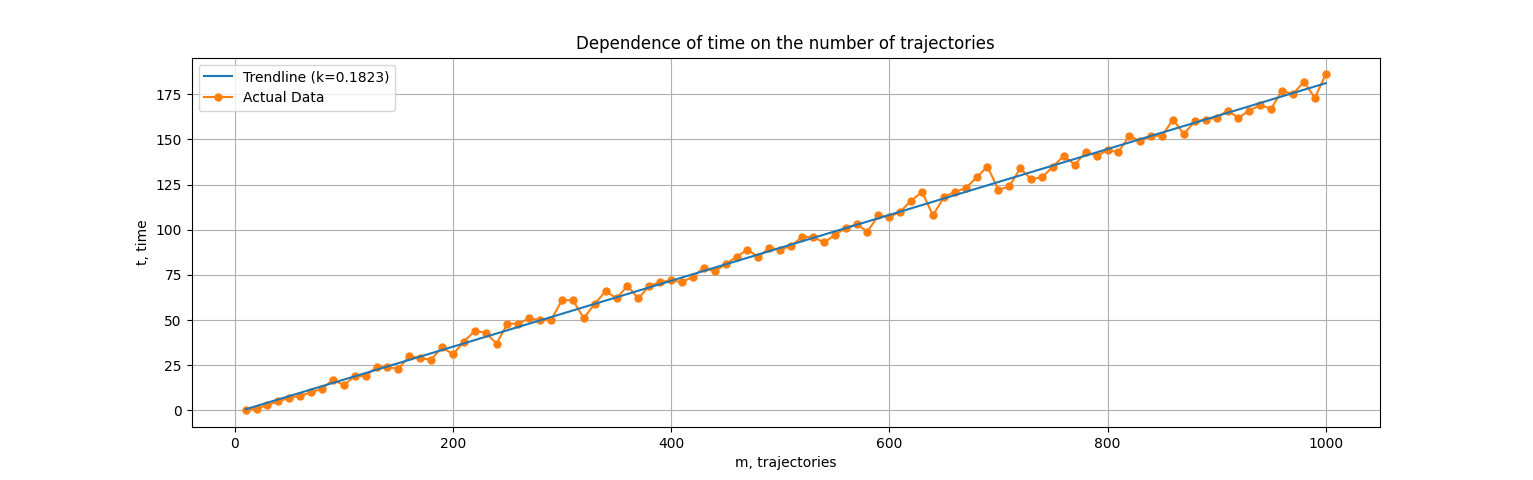 Dependence of time on the number of trajectories
Trendline (k=0.1823)
Actual Data
175
150
125
100
75
50
25
0
t, time
0 200 400 600 800 1000
m, trajectories